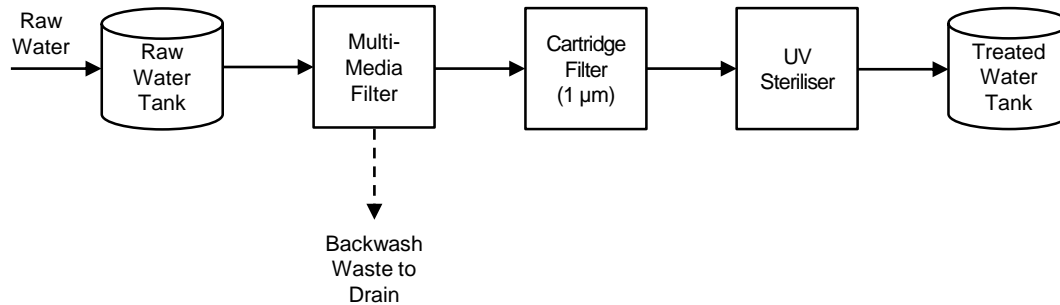 Raw
Water
Raw
Water
Tank
Multi-
Media
Filter
Cartridge
Filter
(1 µm)
UV
Steriliser
Treated
Water
Tank
Backwash
Waste to
Drain